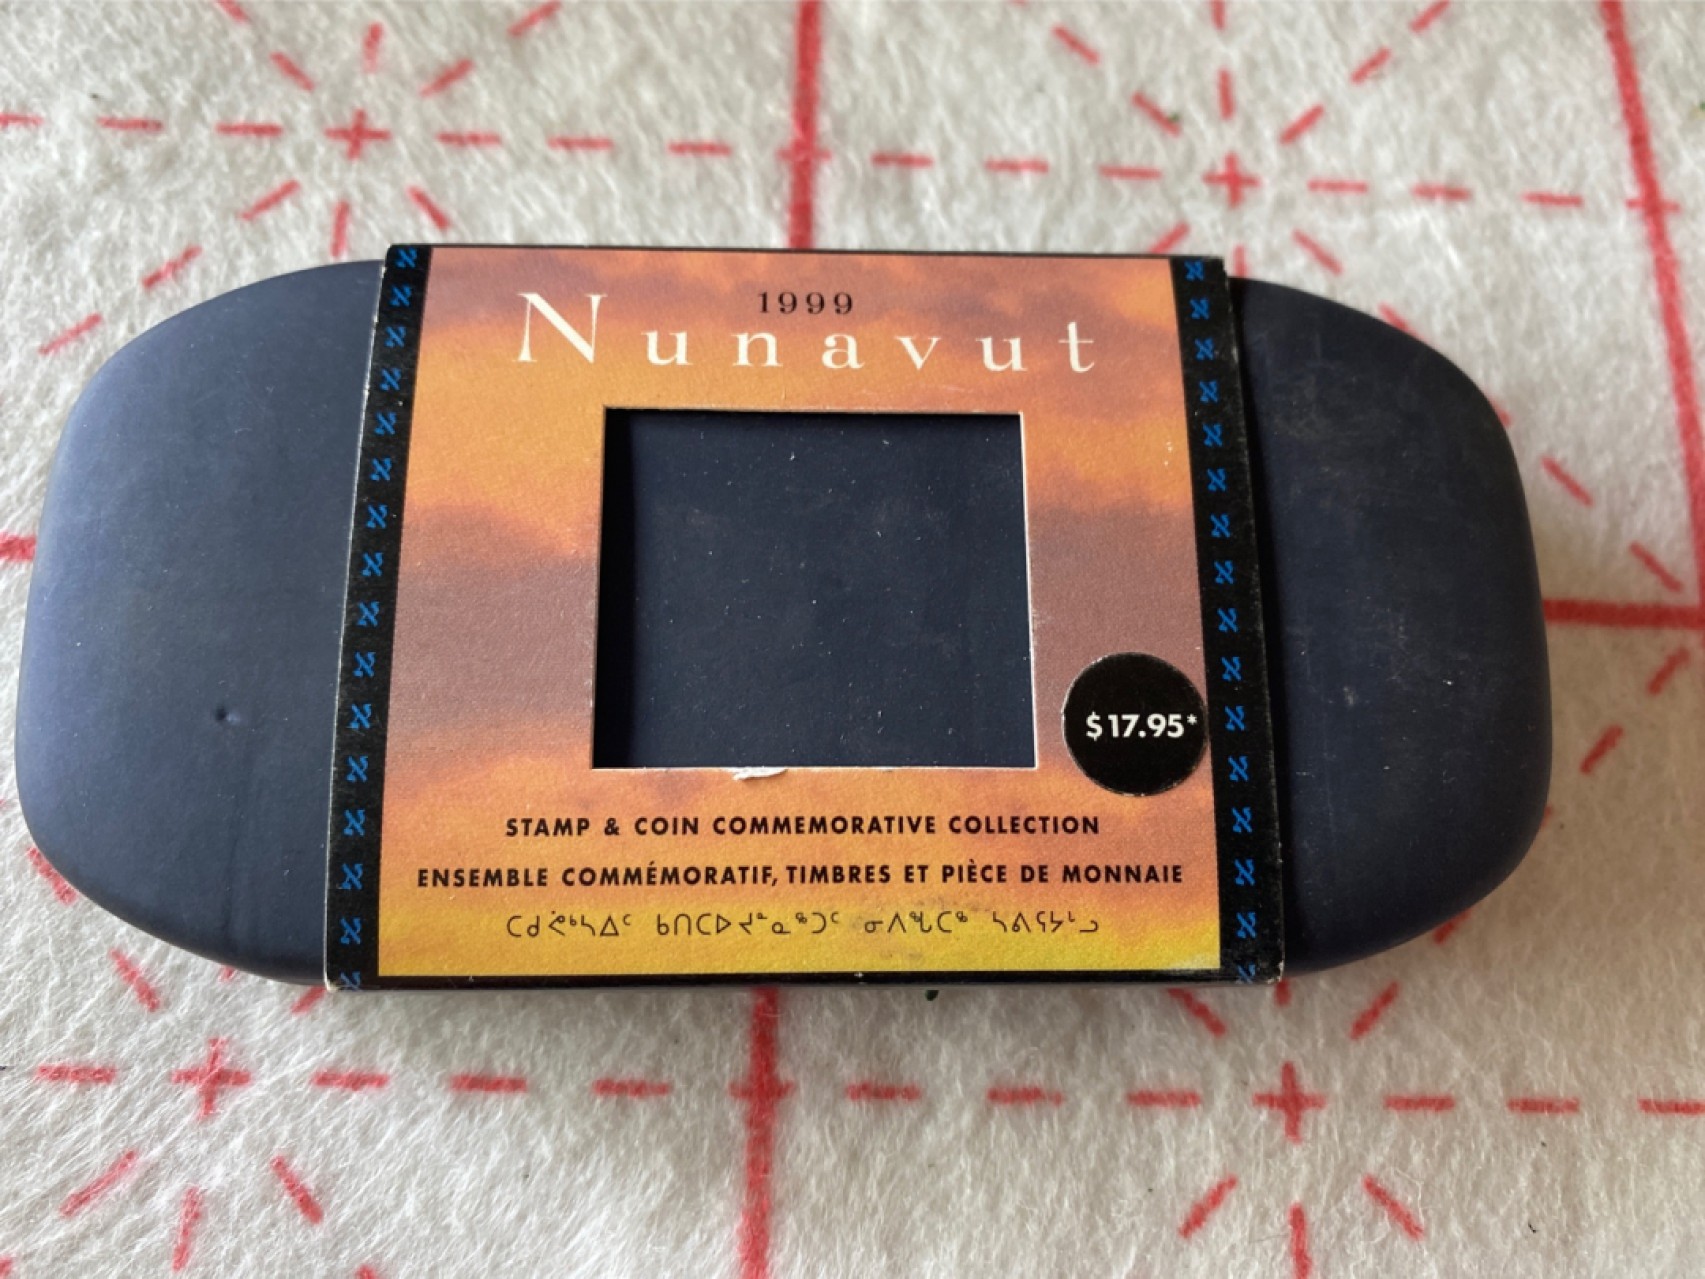 1999
Nunavut
$17.95*
STAMP & COIN COMMEMORATIVE COLLECTION
ENSEMBLE COMMÉMORATIF, TIMBRES ET PIÈCE DE MONNAIE